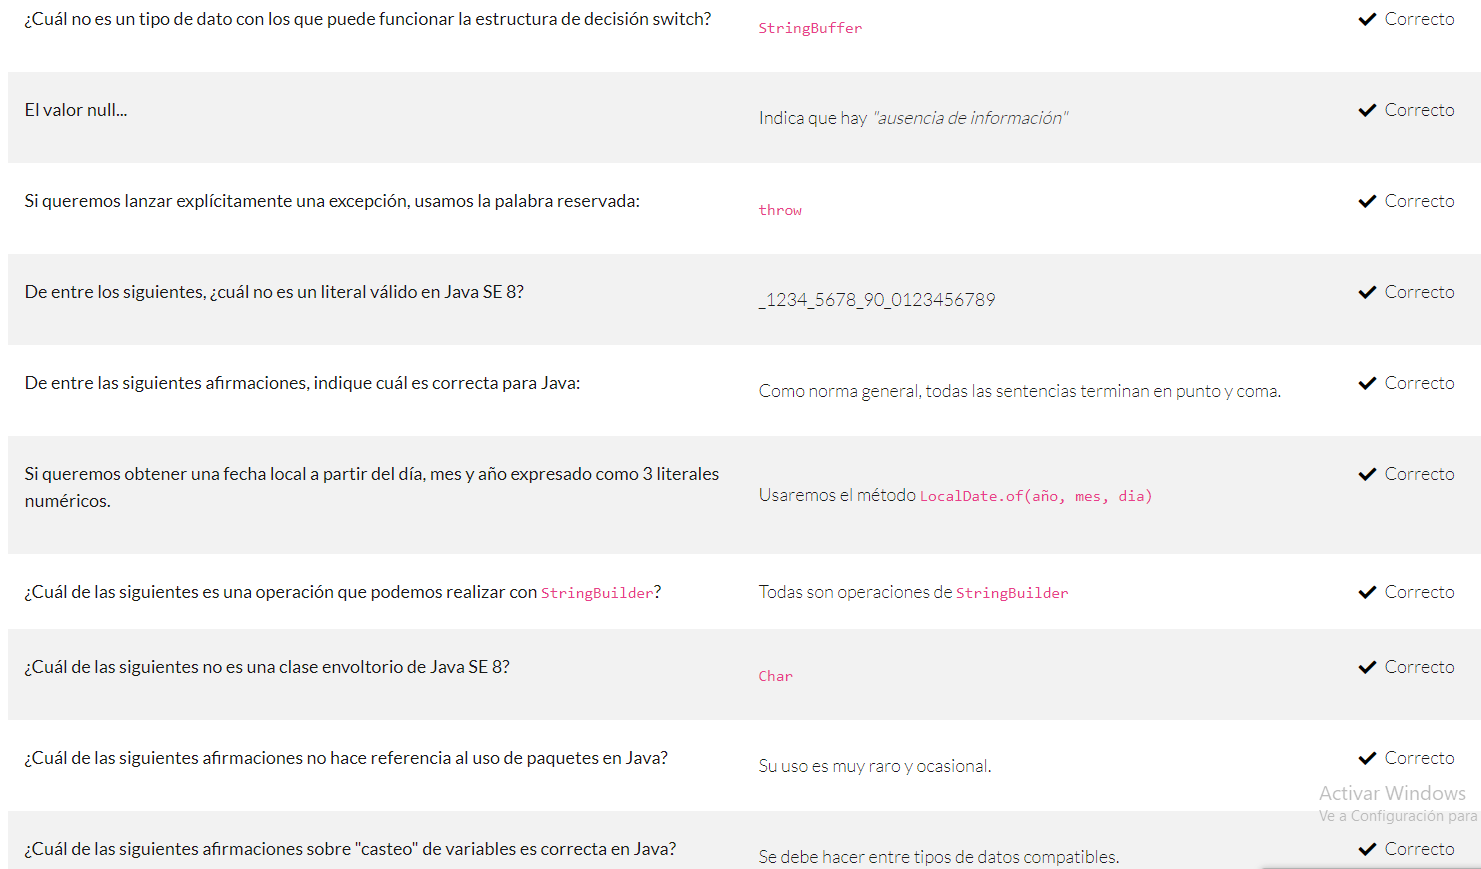 ¿Cuál no es un tipo de dato con los que puede funcionar la estructura de decisión switch? StringBuffer Correcto
El valor null... Indica que hay "ausencia de información" Correcto
Si queremos lanzar explícitamente una excepción, usamos la palabra reservada: throw Correcto
De entre los siguientes, ¿cuál no es un literal válido en Java SE 8? _1234_5678_90_0123456789 Correcto
De entre las siguientes afirmaciones, indique cuál es correcta para Java: Como norma general, todas las sentencias terminan en punto y coma. Correcto
Si queremos obtener una fecha local a partir del día, mes y año expresado como 3 literales
numéricos. Usaremos el método LocalDate.of(año, mes, dia) Correcto
¿Cuál de las siguientes es una operación que podemos realizar con StringBuilder? Todas son operaciones de StringBuilder Correcto
¿Cuál de las siguientes no es una clase envoltorio de Java SE 8? Char Correcto
¿Cuál de las siguientes afirmaciones no hace referencia al uso de paquetes en Java? Su uso es muy raro y ocasional. Correcto
Activar Windows
Ve a Configuración para
¿Cuál de las siguientes afirmaciones sobre "casteo" de variables es correcta en Java? Se debe hacer entre tipos de datos compatibles. Correcto